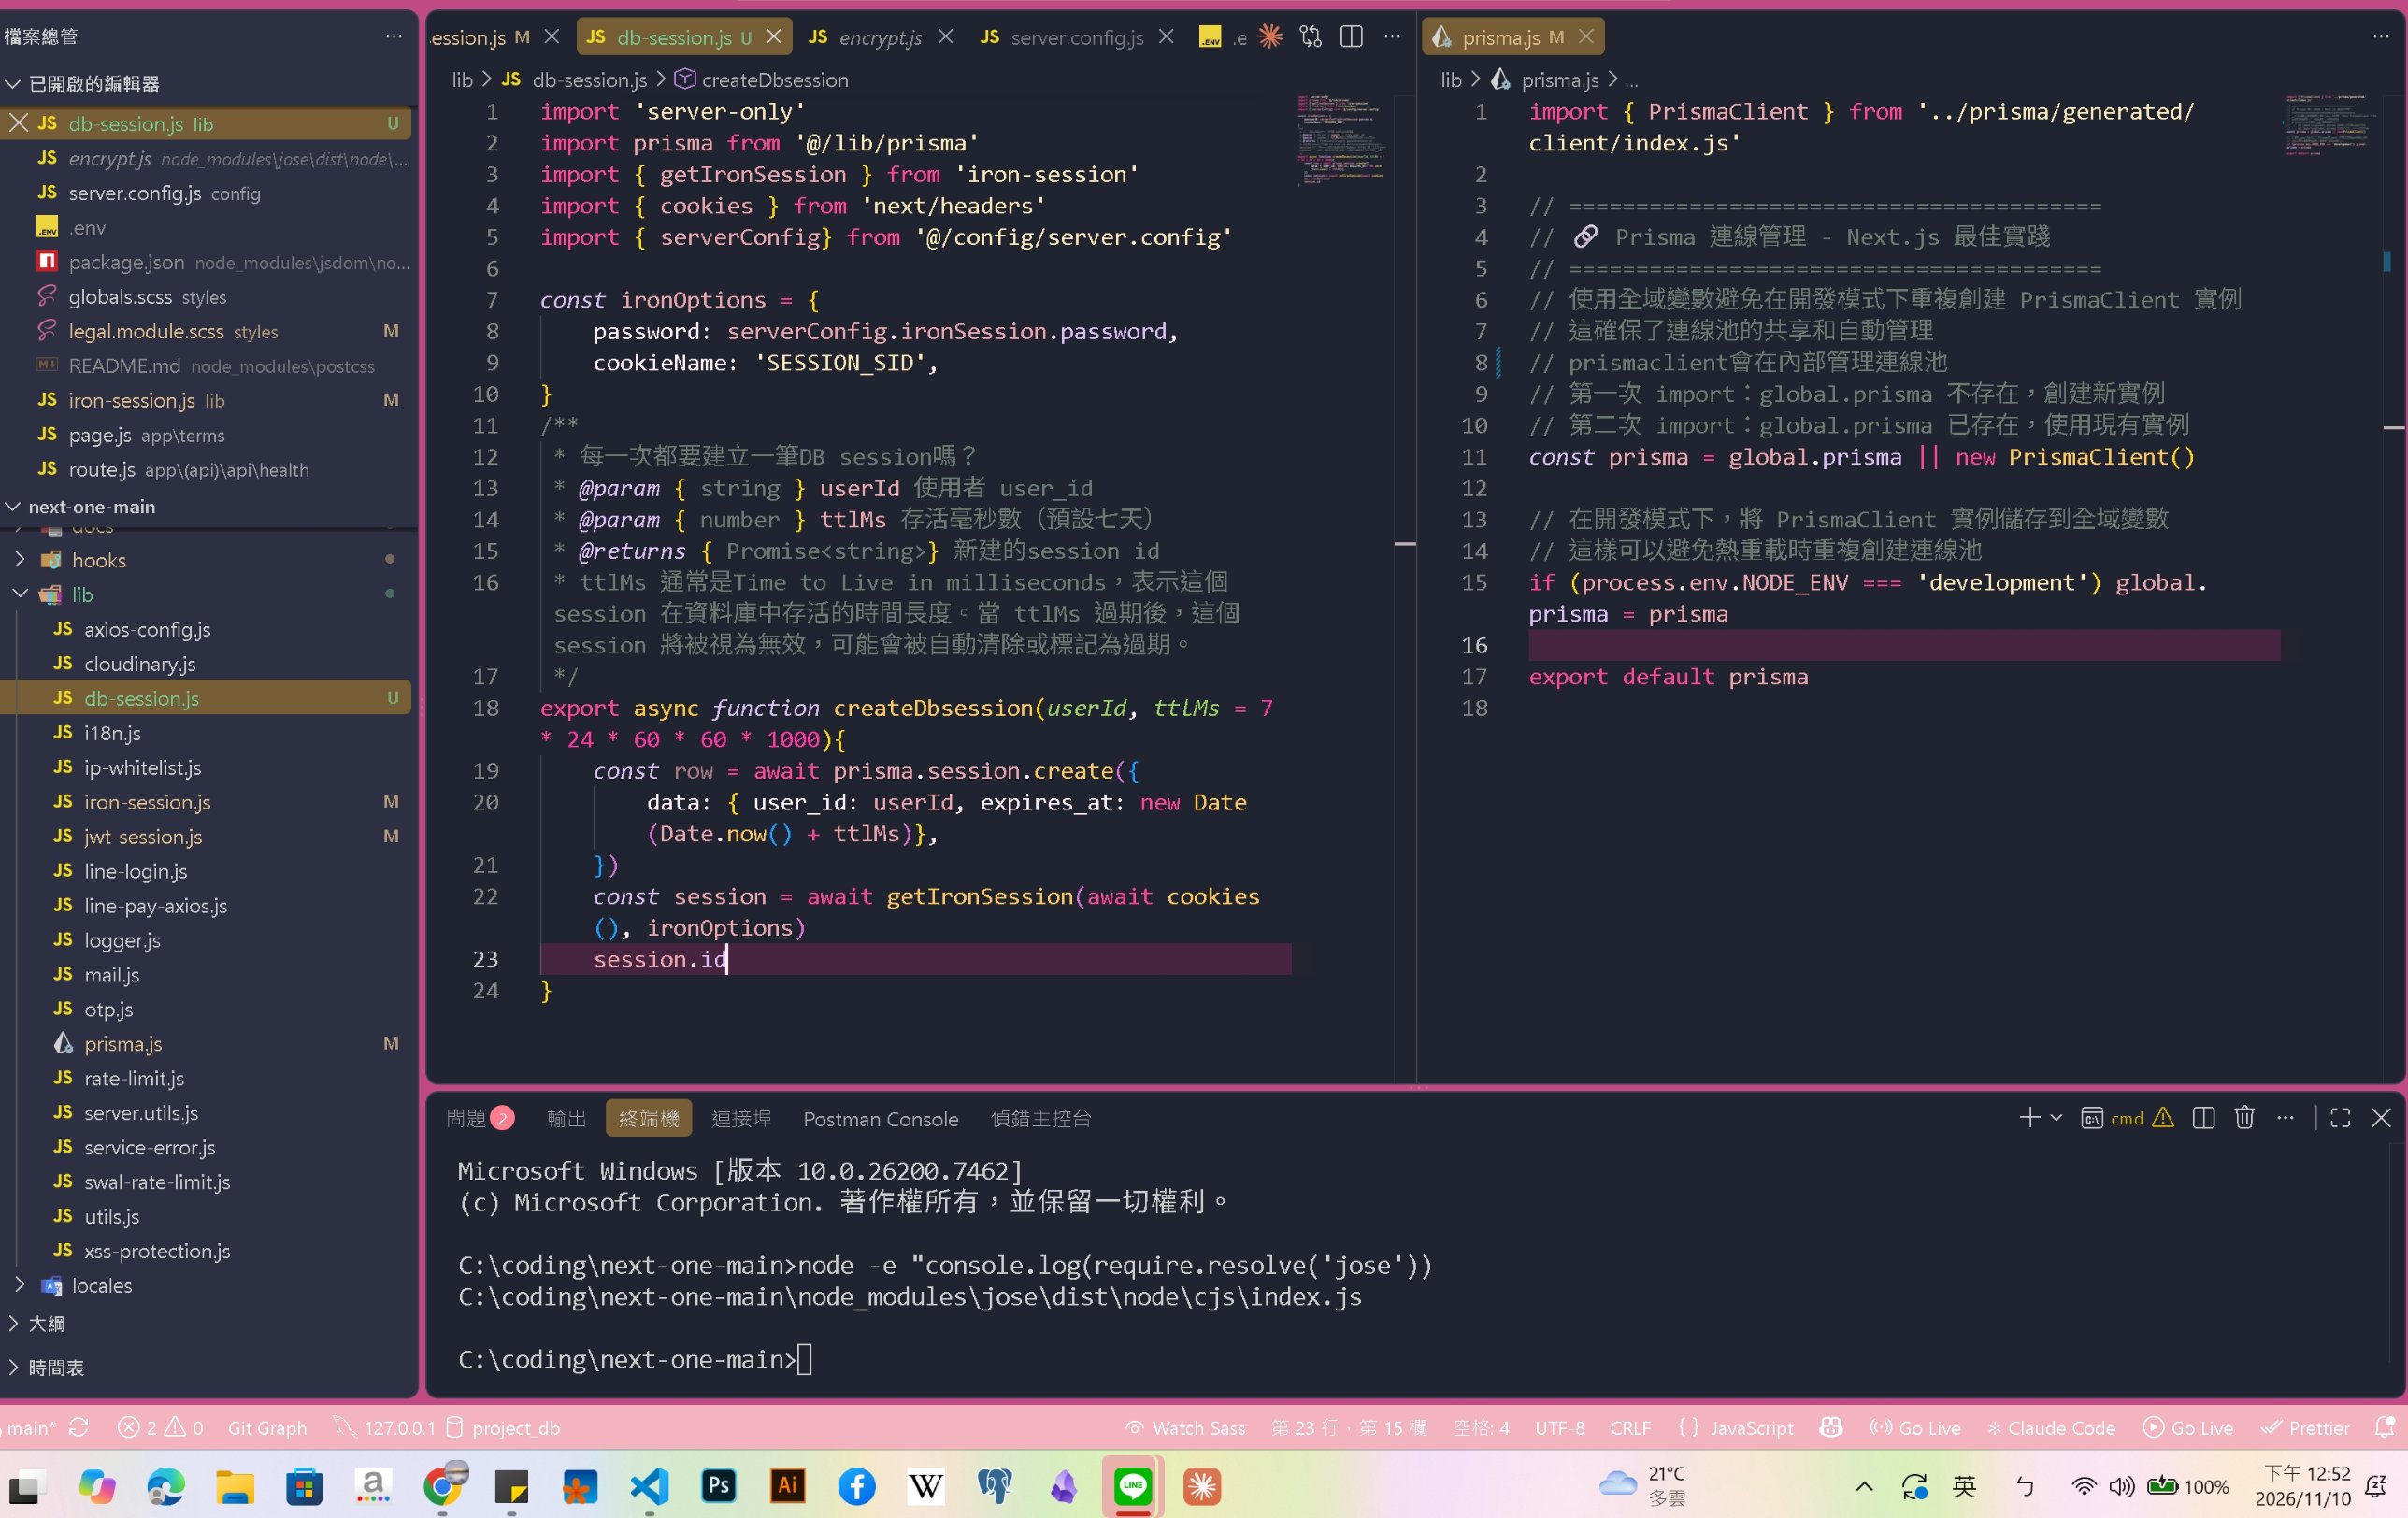 檔案總管
已開啟的編輯器
db-session.js lib U
encrypt.js node_modules\jose\dist\node\...
server.config.js config
.env
package.json node_modules\jsdom\no...
globals.scss styles
legal.module.scss styles M
README.md node_modules\postcss
iron-session.js lib M
page.js app\terms
route.js app\(api)\api\health
next-one-main
docs
hooks
lib
axios-config.js
cloudinary.js
db-session.js U
i18n.js
ip-whitelist.js
iron-session.js M
jwt-session.js M
line-login.js
line-pay-axios.js
logger.js
mail.js
otp.js
prisma.js M
rate-limit.js
server.utils.js
service-error.js
swal-rate-limit.js
utils.js
xss-protection.js
locales
大綱
時間表
ession.js M
JS db-session.js U
JS encrypt.js
JS server.config.js
.e
lib > JS db-session.js > createDbsession
1 import 'server-only'
2 import prisma from '@/lib/prisma'
3 import { getIronSession } from 'iron-session'
4 import { cookies } from 'next/headers'
5 import { serverConfig} from '@/config/server.config'
6
7 const ironOptions = {
8 password: serverConfig.ironSession.password,
9 cookieName: 'SESSION_SID',
10 }
11 /**
12 * 每一次都要建立一筆DB session嗎？
13 * @param { string } userId 使用者 user_id
14 * @param { number } ttlMs 存活毫秒數（預設七天）
15 * @returns { Promise<string>} 新建的session id
16 * ttlMs 通常是Time to Live in milliseconds，表示這個
session 在資料庫中存活的時間長度。當 ttlMs 過期後，這個
session 將被視為無效，可能會被自動清除或標記為過期。
17 */
18 export async function createDbsession(userId, ttlMs = 7
* 24 * 60 * 60 * 1000){
19 const row = await prisma.session.create({
20 data: { user_id: userId, expires_at: new Date
(Date.now() + ttlMs)},
21 })
22 const session = await getIronSession(await cookies
(), ironOptions)
23 session.id
24 }
prisma.js M
lib > prisma.js > ...
1 import { PrismaClient } from '../prisma/generated/
client/index.js'
2
3 // ========================================
4 // 🔗 Prisma 連線管理 - Next.js 最佳實踐
5 // ========================================
6 // 使用全域變數避免在開發模式下重複創建 PrismaClient 實例
7 // 這確保了連線池的共享和自動管理
8 // prismaclient會在內部管理連線池
9 // 第一次 import：global.prisma 不存在，創建新實例
10 // 第二次 import：global.prisma 已存在，使用現有實例
11 const prisma = global.prisma || new PrismaClient()
12
13 // 在開發模式下，將 PrismaClient 實例儲存到全域變數
14 // 這樣可以避免熱重載時重複創建連線池
15 if (process.env.NODE_ENV === 'development') global.
prisma = prisma
16
17 export default prisma
18
問題 2 輸出 終端機 連接埠 Postman Console 偵錯主控台
cmd
Microsoft Windows [版本 10.0.26200.7462]
(c) Microsoft Corporation. 著作權所有，並保留一切權利。
C:\coding\next-one-main>node -e "console.log(require.resolve('jose'))
C:\coding\next-one-main\node_modules\jose\dist\node\cjs\index.js
C:\coding\next-one-main>
main* 2 0 Git Graph 127.0.0.1 project_db
Watch Sass 第 23 行，第 15 欄 空格: 4 UTF-8 CRLF { } JavaScript Go Live Claude Code Go Live Prettier
21°C
多雲
英 ㄅ 100%
下午 12:52
2026/11/10